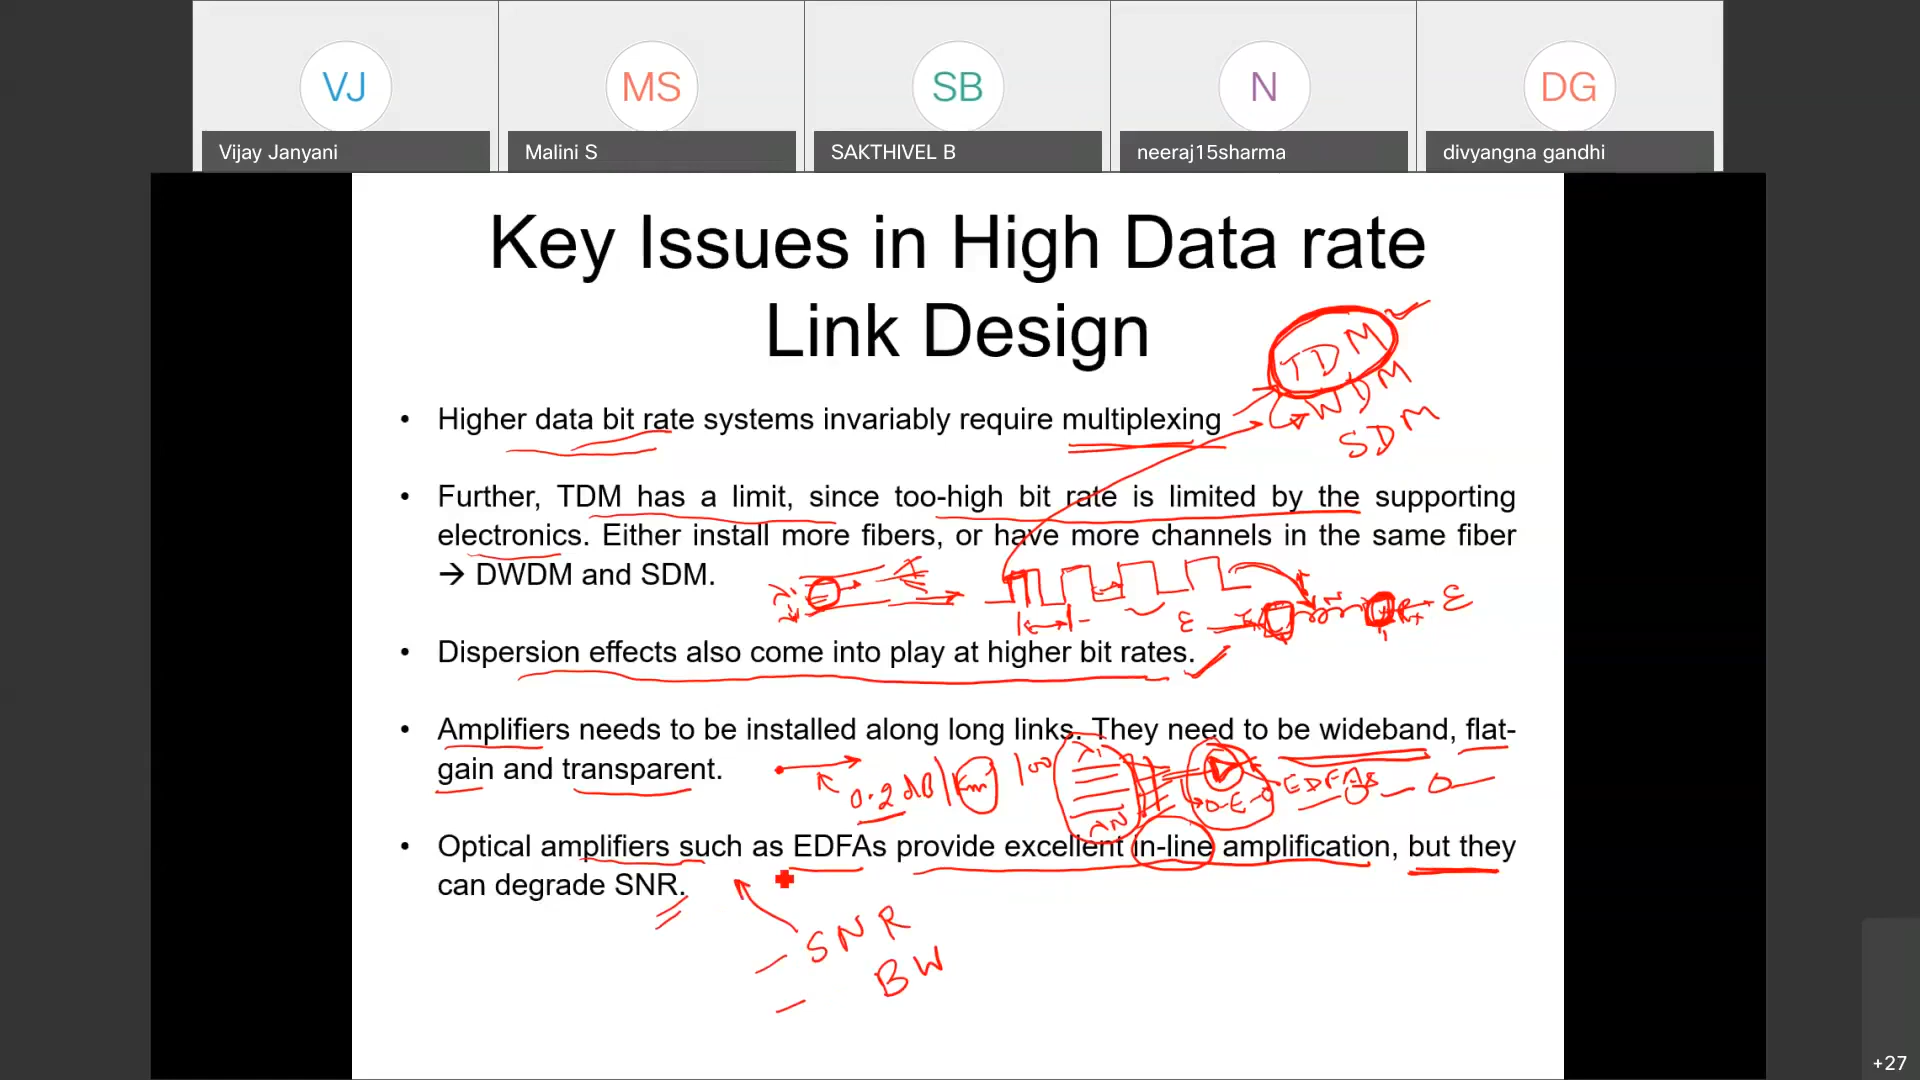 VJ
MS
SB
N
DG
Vijay Janyani
Malini S
SAKTHIVEL B
neeraj15sharma
divyangna gandhi
Key Issues in High Data rate
Link Design
TDM
WDM
SDM
• Higher data bit rate systems invariably require multiplexing
• Further, TDM has a limit, since too-high bit rate is limited by the supporting
electronics. Either install more fibers, or have more channels in the same fiber
→ DWDM and SDM.
E
E
• Dispersion effects also come into play at higher bit rates.
• Amplifiers needs to be installed along long links. They need to be wideband, flat-
gain and transparent.
0.2 dB/Km
100
λ1
λN
O-E-O
EDFAs
• Optical amplifiers such as EDFAs provide excellent in-line amplification, but they
can degrade SNR.
SNR
BW
+27